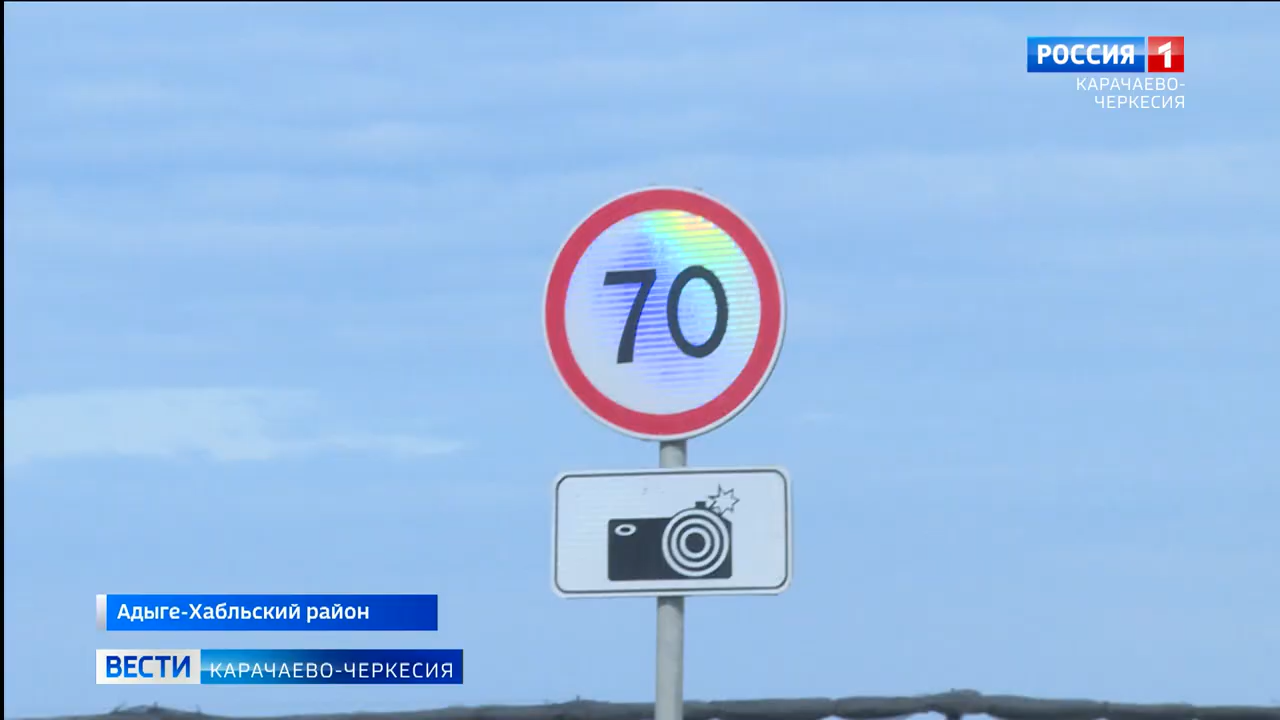 РОССИЯ 1
КАРАЧАЕВО-
ЧЕРКЕСИЯ
70
Адыге-Хабльский район
ВЕСТИ КАРАЧАЕВО-ЧЕРКЕСИЯ